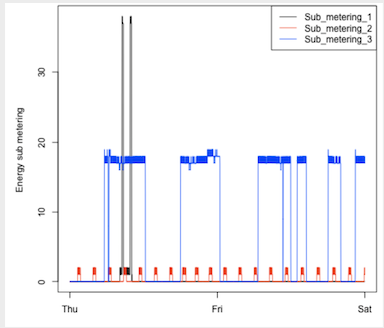 Sub_metering_1
Sub_metering_2
Sub_metering_3
Energy sub metering
30
20
10
0
Thu
Fri
Sat